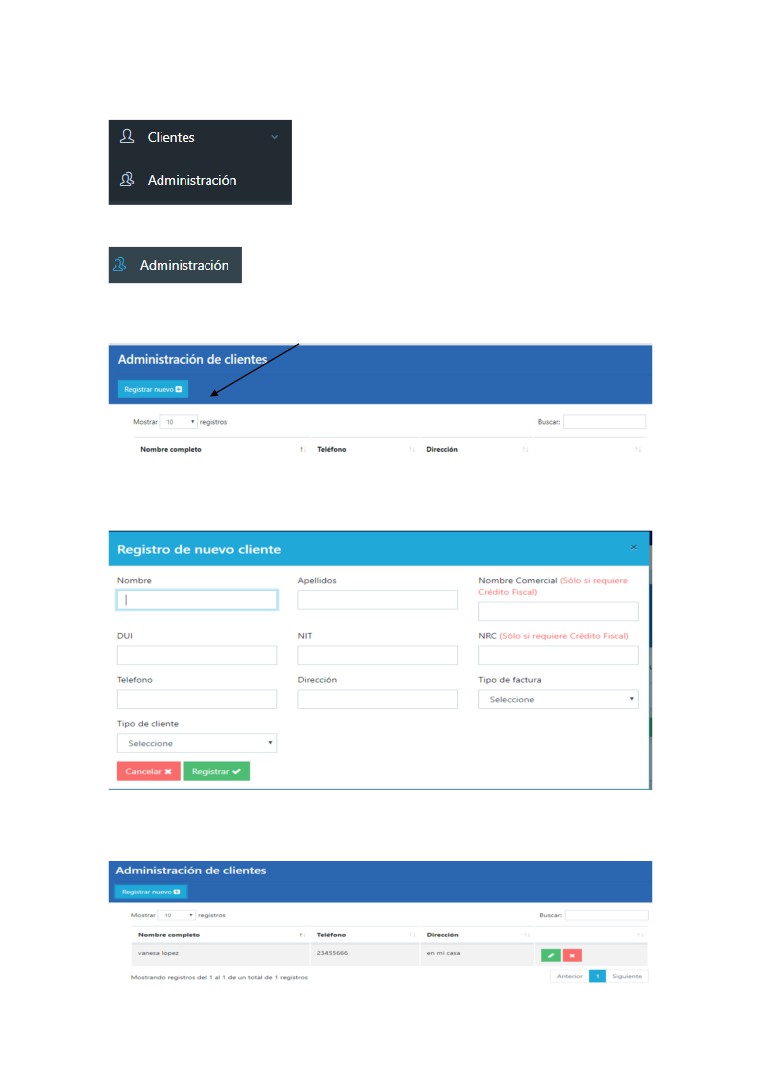 Clientes
Administración
Administración
Administración de clientes
Registrar nuevo
Mostrar 10 registros Buscar:
Nombre completo Teléfono Dirección
Registro de nuevo cliente ×
Nombre Apellidos Nombre Comercial (Sólo si requiere
Crédito Fiscal)
DUI NIT NRC (Sólo si requiere Crédito Fiscal)
Telefono Dirección Tipo de factura
Seleccione
Tipo de cliente
Seleccione
Cancelar Registrar
Administración de clientes
Registrar nuevo
Mostrar 10 registros Buscar:
Nombre completo Teléfono Dirección
vanesa lopez 23455666 en mi casa
Mostrando registros del 1 al 1 de un total de 1 registros Anterior 1 Siguiente